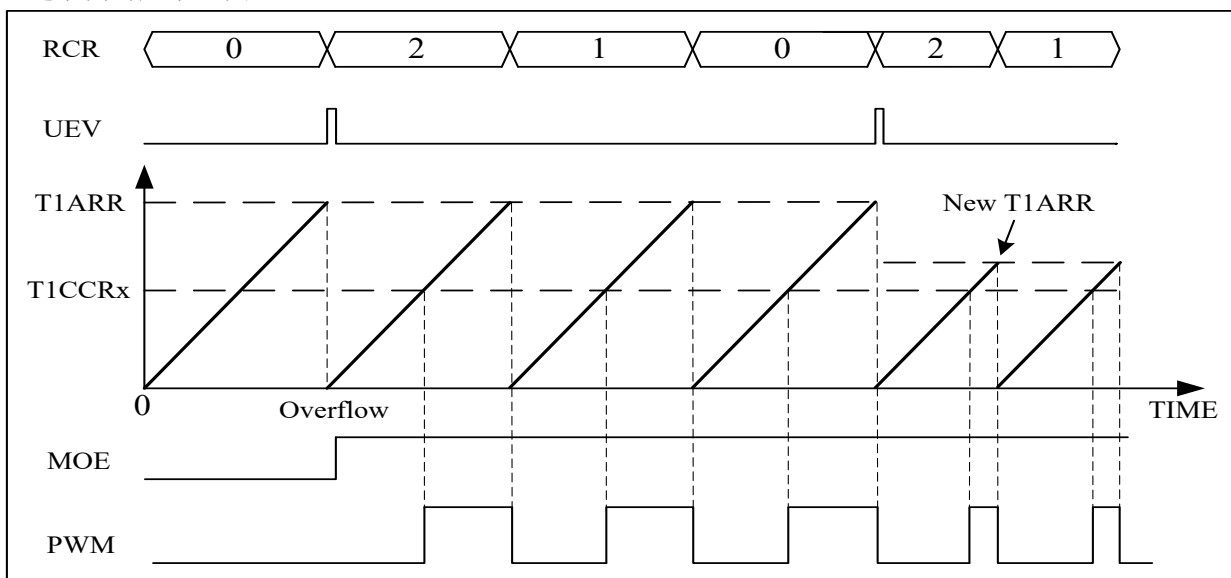 RCR 0 2 1 0 2 1
UEV
T1ARR
New T1ARR
T1CCRx
0 Overflow TIME
MOE
PWM